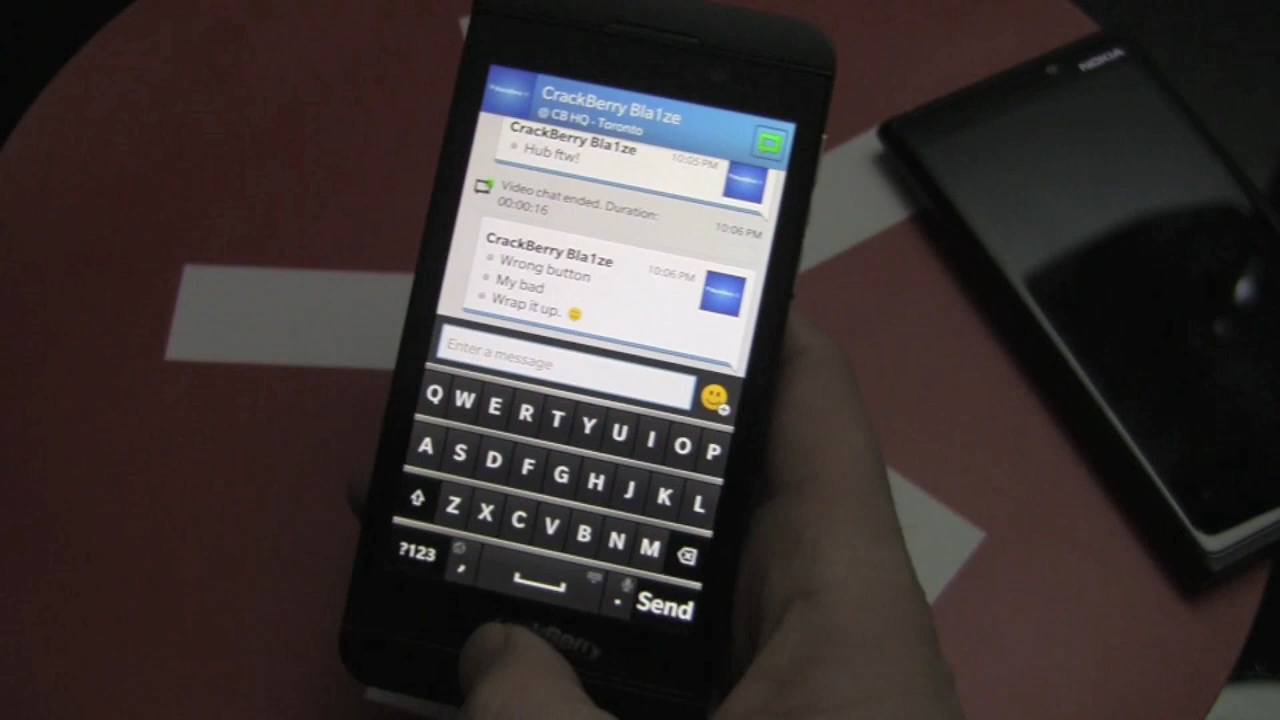 NOKIA
CrackBerry Bla1ze
@ CB HQ - Toronto
CrackBerry Bla1ze 10:05 PM
Hub ftw!
Video chat ended. Duration:
00:00:16
10:06 PM
CrackBerry Bla1ze 10:06 PM
Wrong button
My bad
Wrap it up. 🙂
Enter a message
Q W E R T Y U I O P
A S D F G H J K L
Z X C V B N M
?123 , . Send